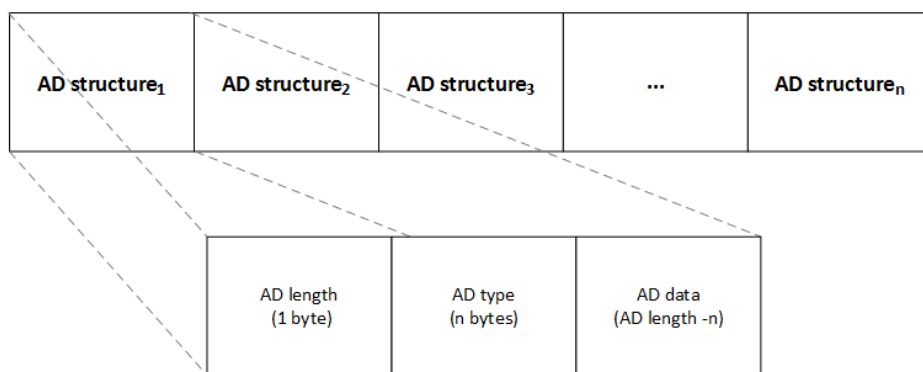 AD structure₁ AD structure₂ AD structure₃ ... AD structureₙ
AD length AD type AD data
(1 byte) (n bytes) (AD length -n)